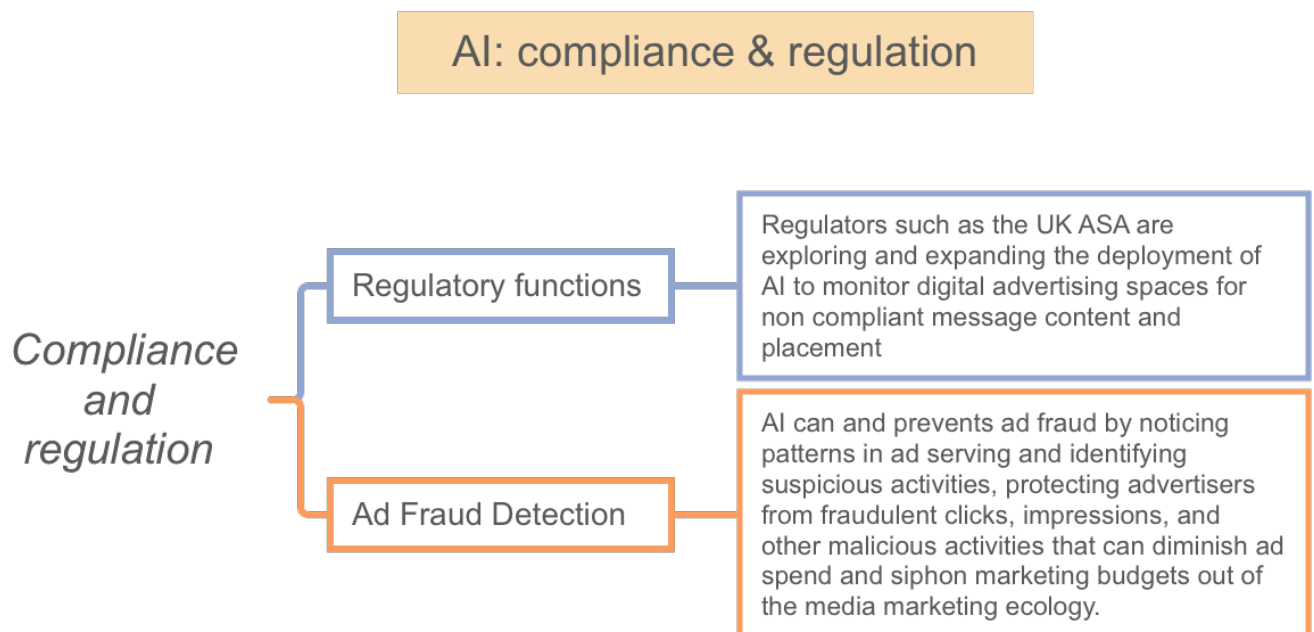 AI: compliance & regulation
Compliance
and
regulation
Regulatory functions
Regulators such as the UK ASA are
exploring and expanding the deployment of
AI to monitor digital advertising spaces for
non compliant message content and
placement
Ad Fraud Detection
AI can and prevents ad fraud by noticing
patterns in ad serving and identifying
suspicious activities, protecting advertisers
from fraudulent clicks, impressions, and
other malicious activities that can diminish ad
spend and siphon marketing budgets out of
the media marketing ecology.